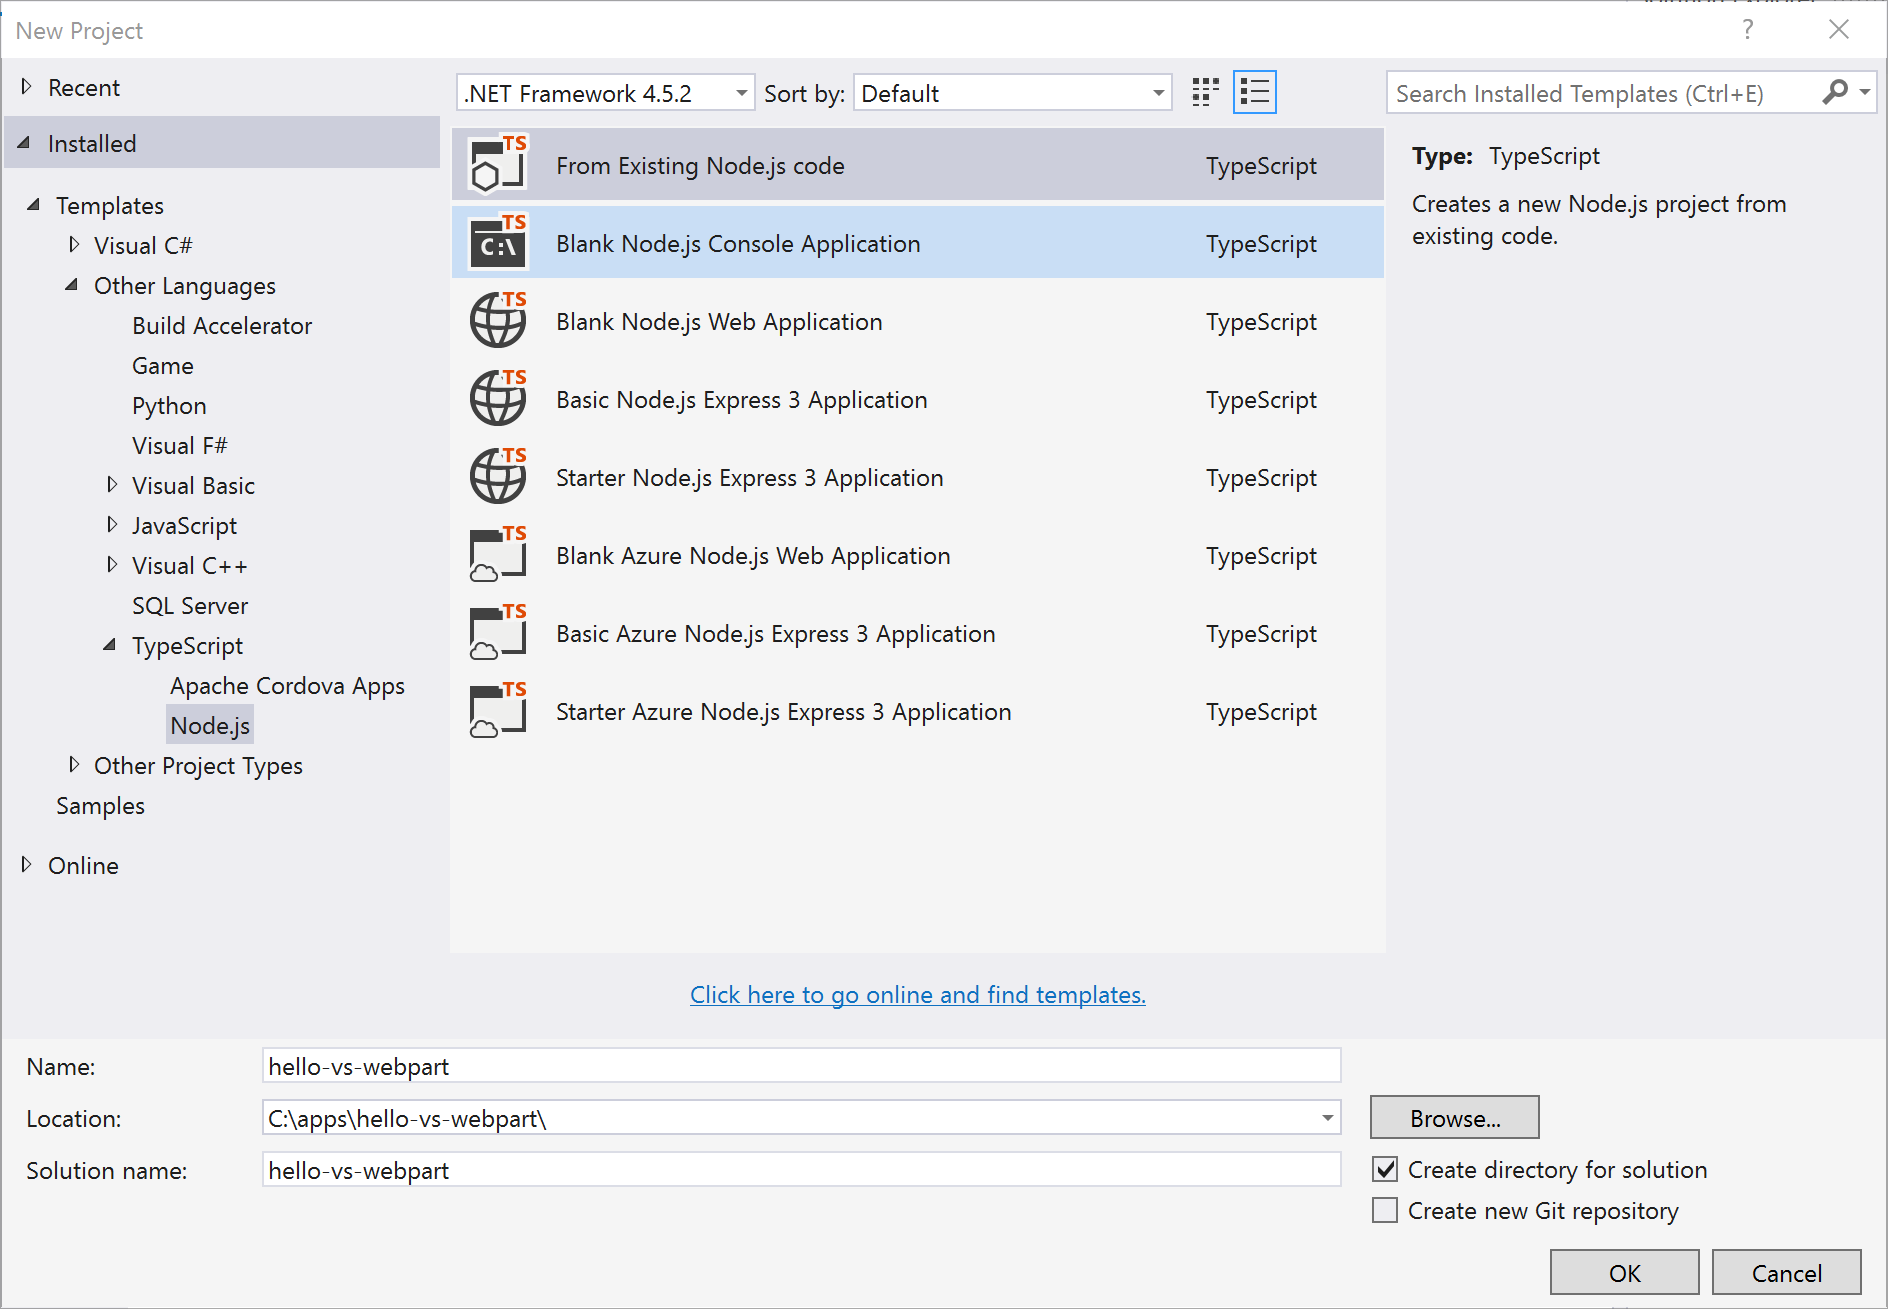 New Project
?
Recent
Installed
Templates
Visual C#
Other Languages
Build Accelerator
Game
Python
Visual F#
Visual Basic
JavaScript
Visual C++
SQL Server
TypeScript
Apache Cordova Apps
Node.js
Other Project Types
Samples
Online
.NET Framework 4.5.2
Sort by: Default
Search Installed Templates (Ctrl+E)
TS From Existing Node.js code TypeScript
TS C:\ Blank Node.js Console Application TypeScript
TS Blank Node.js Web Application TypeScript
TS Basic Node.js Express 3 Application TypeScript
TS Starter Node.js Express 3 Application TypeScript
TS Blank Azure Node.js Web Application TypeScript
TS Basic Azure Node.js Express 3 Application TypeScript
TS Starter Azure Node.js Express 3 Application TypeScript
Type: TypeScript
Creates a new Node.js project from
existing code.
Click here to go online and find templates.
Name: hello-vs-webpart
Location: C:\apps\hello-vs-webpart\
Browse...
Solution name: hello-vs-webpart
Create directory for solution
Create new Git repository
OK
Cancel